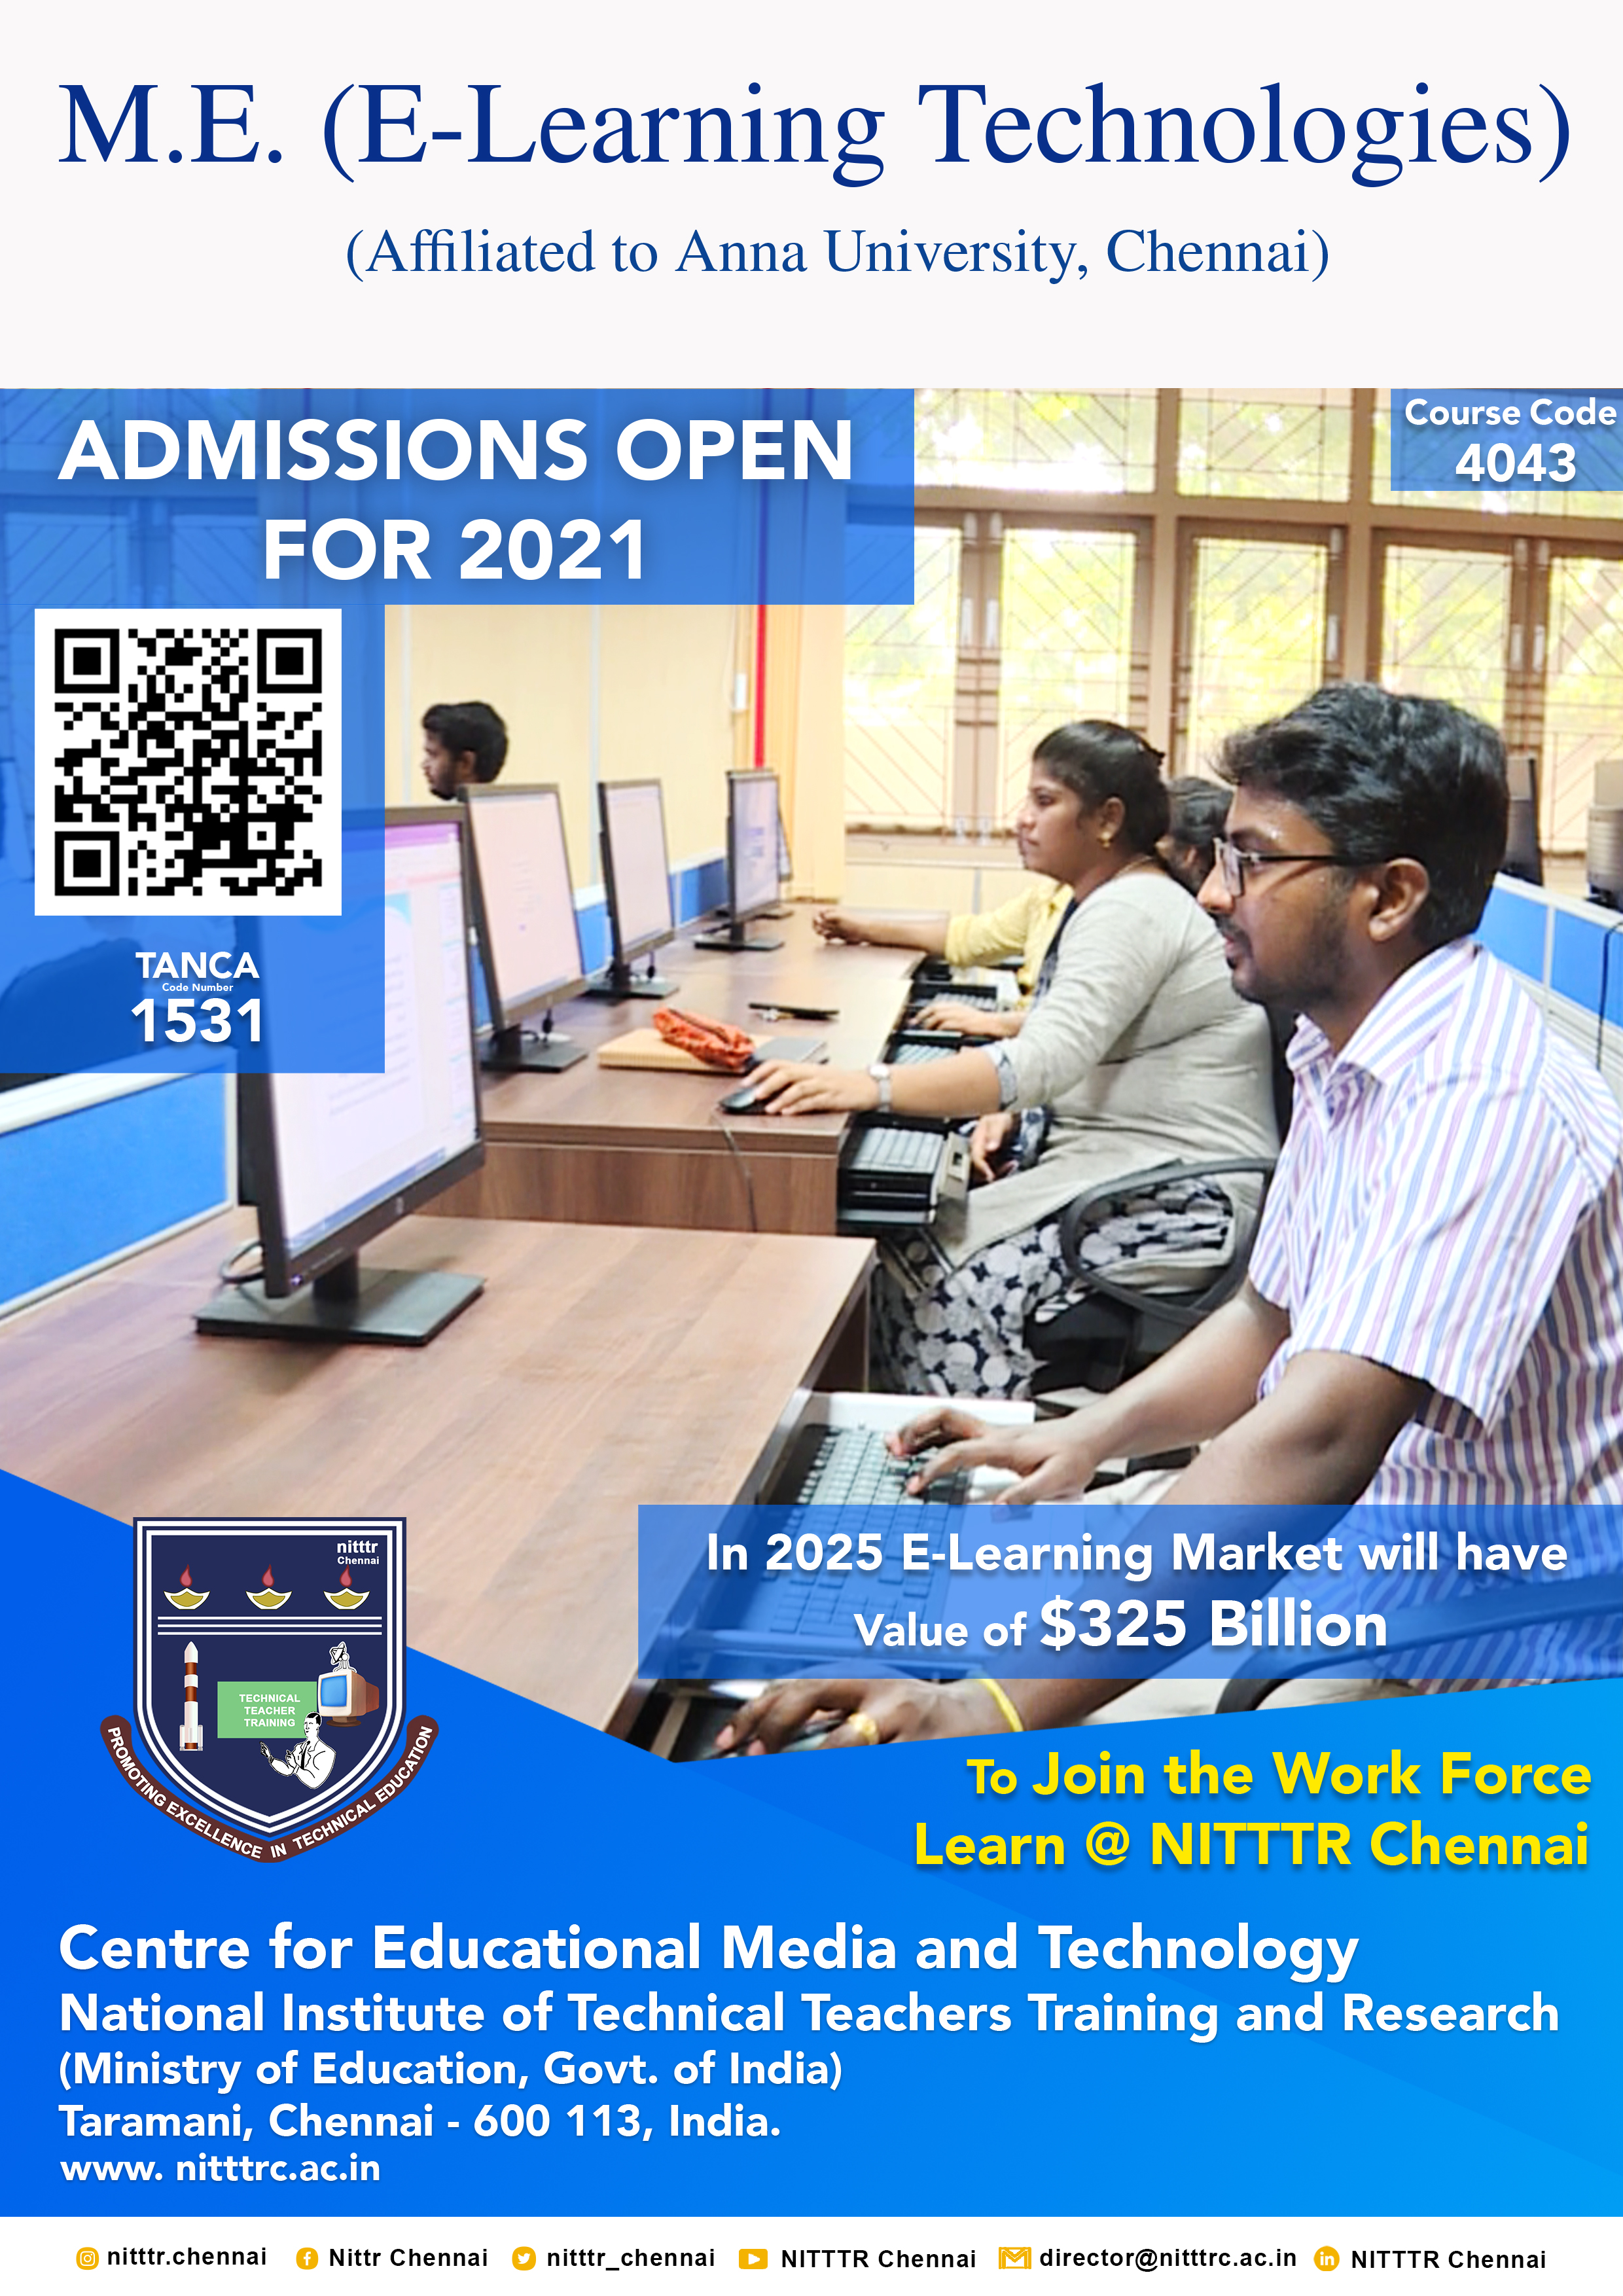 M.E. (E-Learning Technologies)
(Affiliated to Anna University, Chennai)
ADMISSIONS OPEN
FOR 2021
Course Code
4043
TANCA
Code Number
1531
nitttr
Chennai
TECHNICAL
TEACHER
TRAINING
PROMOTING EXCELLENCE IN TECHNICAL EDUCATION
In 2025 E-Learning Market will have
Value of $325 Billion
To Join the Work Force
Learn @ NITTTR Chennai
Centre for Educational Media and Technology
National Institute of Technical Teachers Training and Research
(Ministry of Education, Govt. of India)
Taramani, Chennai - 600 113, India.
www. nitttrc.ac.in
nitttr.chennai Nittr Chennai nitttr_chennai NITTTR Chennai director@nitttrc.ac.in NITTTR Chennai